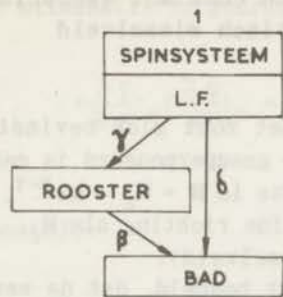 1
SPINSYSTEEM
L.F.
γ
δ
ROOSTER
β
BAD